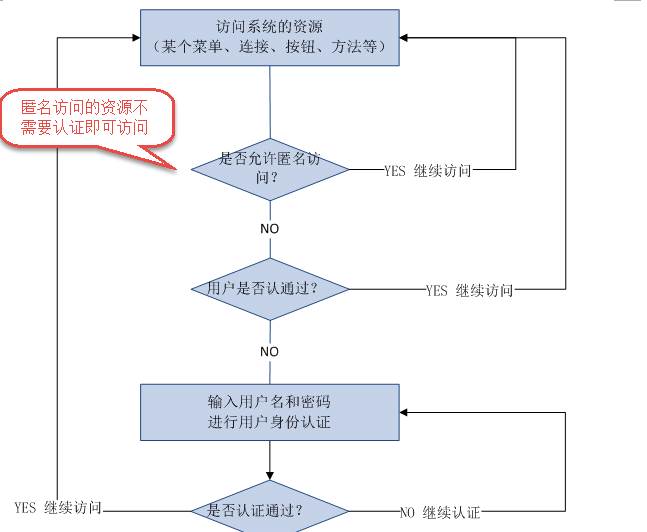 访问系统的资源
（某个菜单、连接、按钮、方法等）
匿名访问的资源不
需要认证即可访问
是否允许匿名访
问？
YES 继续访问
NO
用户是否认通过？
YES 继续访问
NO
输入用户名和密码
进行用户身份认证
YES 继续访问
是否认证通过？
NO 继续认证